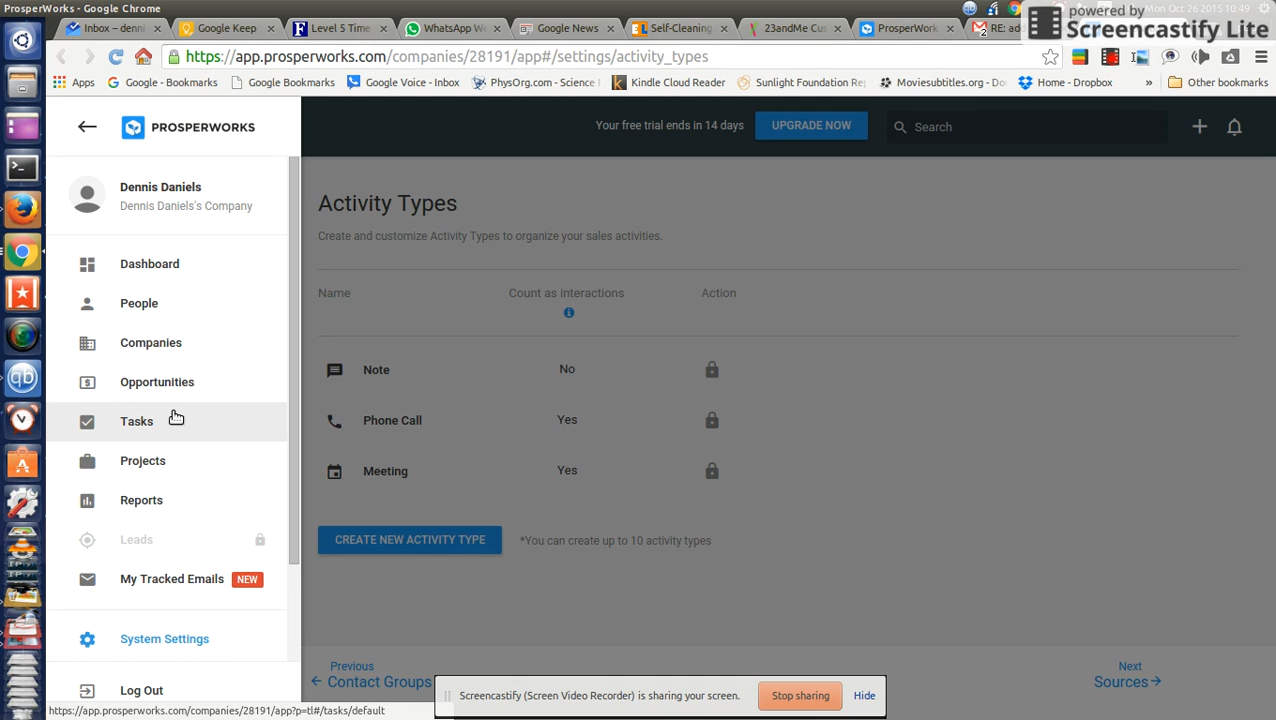 ProsperWorks - Google Chrome
powered by
Screencastify Lite
Mon Oct 26 2015 10:49
Inbox – denni
Google Keep
Level 5 Tim
WhatsApp W
Google News
Self-Cleaning
23andMe Cus
ProsperWork
RE: ad
https://app.prosperworks.com/companies/28191/app#/settings/activity_types
Apps
Google - Bookmarks
Google Bookmarks
Google Voice - Inbox
PhysOrg.com - Science
Kindle Cloud Reader
Sunlight Foundation Re
Moviesubtitles.org - Do
Home - Dropbox
»
Other bookmarks
PROSPERWORKS
Your free trial ends in 14 days
UPGRADE NOW
Search
Dennis Daniels
Dennis Daniels's Company
Dashboard
People
Companies
Opportunities
Tasks
Projects
Reports
Leads
My Tracked Emails NEW
System Settings
Log Out
Activity Types
Create and customize Activity Types to organize your sales activities.
Name
Count as interactions
Action
Note
No
Phone Call
Yes
Meeting
Yes
CREATE NEW ACTIVITY TYPE
*You can create up to 10 activity types
Previous
Contact Groups
Next
Sources
Screencastify (Screen Video Recorder) is sharing your screen.
Stop sharing
Hide
https://app.prosperworks.com/companies/28191/app?p=tl#/tasks/default